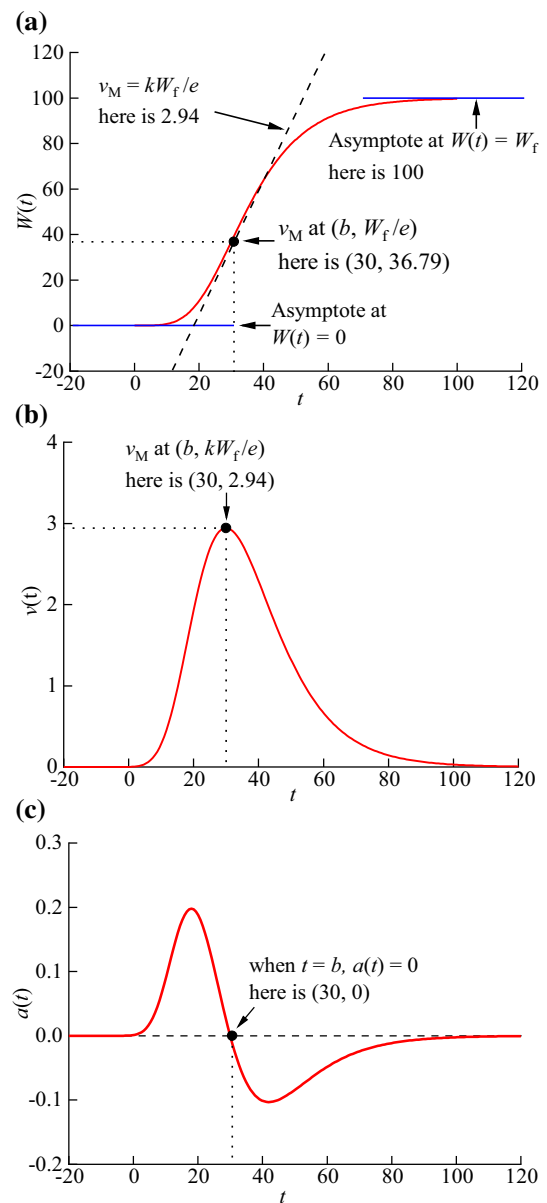 (a)
120
100
80
60
40
20
0
-20
W(t)
v_M = kW_f/e
here is 2.94
Asymptote at W(t) = W_f
here is 100
v_M at (b, W_f/e)
here is (30, 36.79)
Asymptote at
W(t) = 0
-20 0 20 40 60 80 100 120
t
(b)
4
3
2
1
0
v(t)
v_M at (b, kW_f/e)
here is (30, 2.94)
-20 0 20 40 60 80 100 120
t
(c)
0.3
0.2
0.1
0.0
-0.1
-0.2
a(t)
when t = b, a(t) = 0
here is (30, 0)
-20 0 20 40 60 80 100 120
t